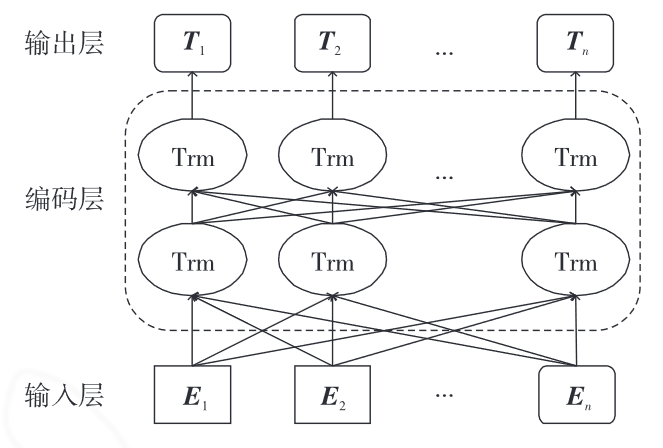 输出层 T1 T2 ... Tn
Trm Trm ... Trm
编码层
Trm Trm Trm
输入层 E1 E2 ... En